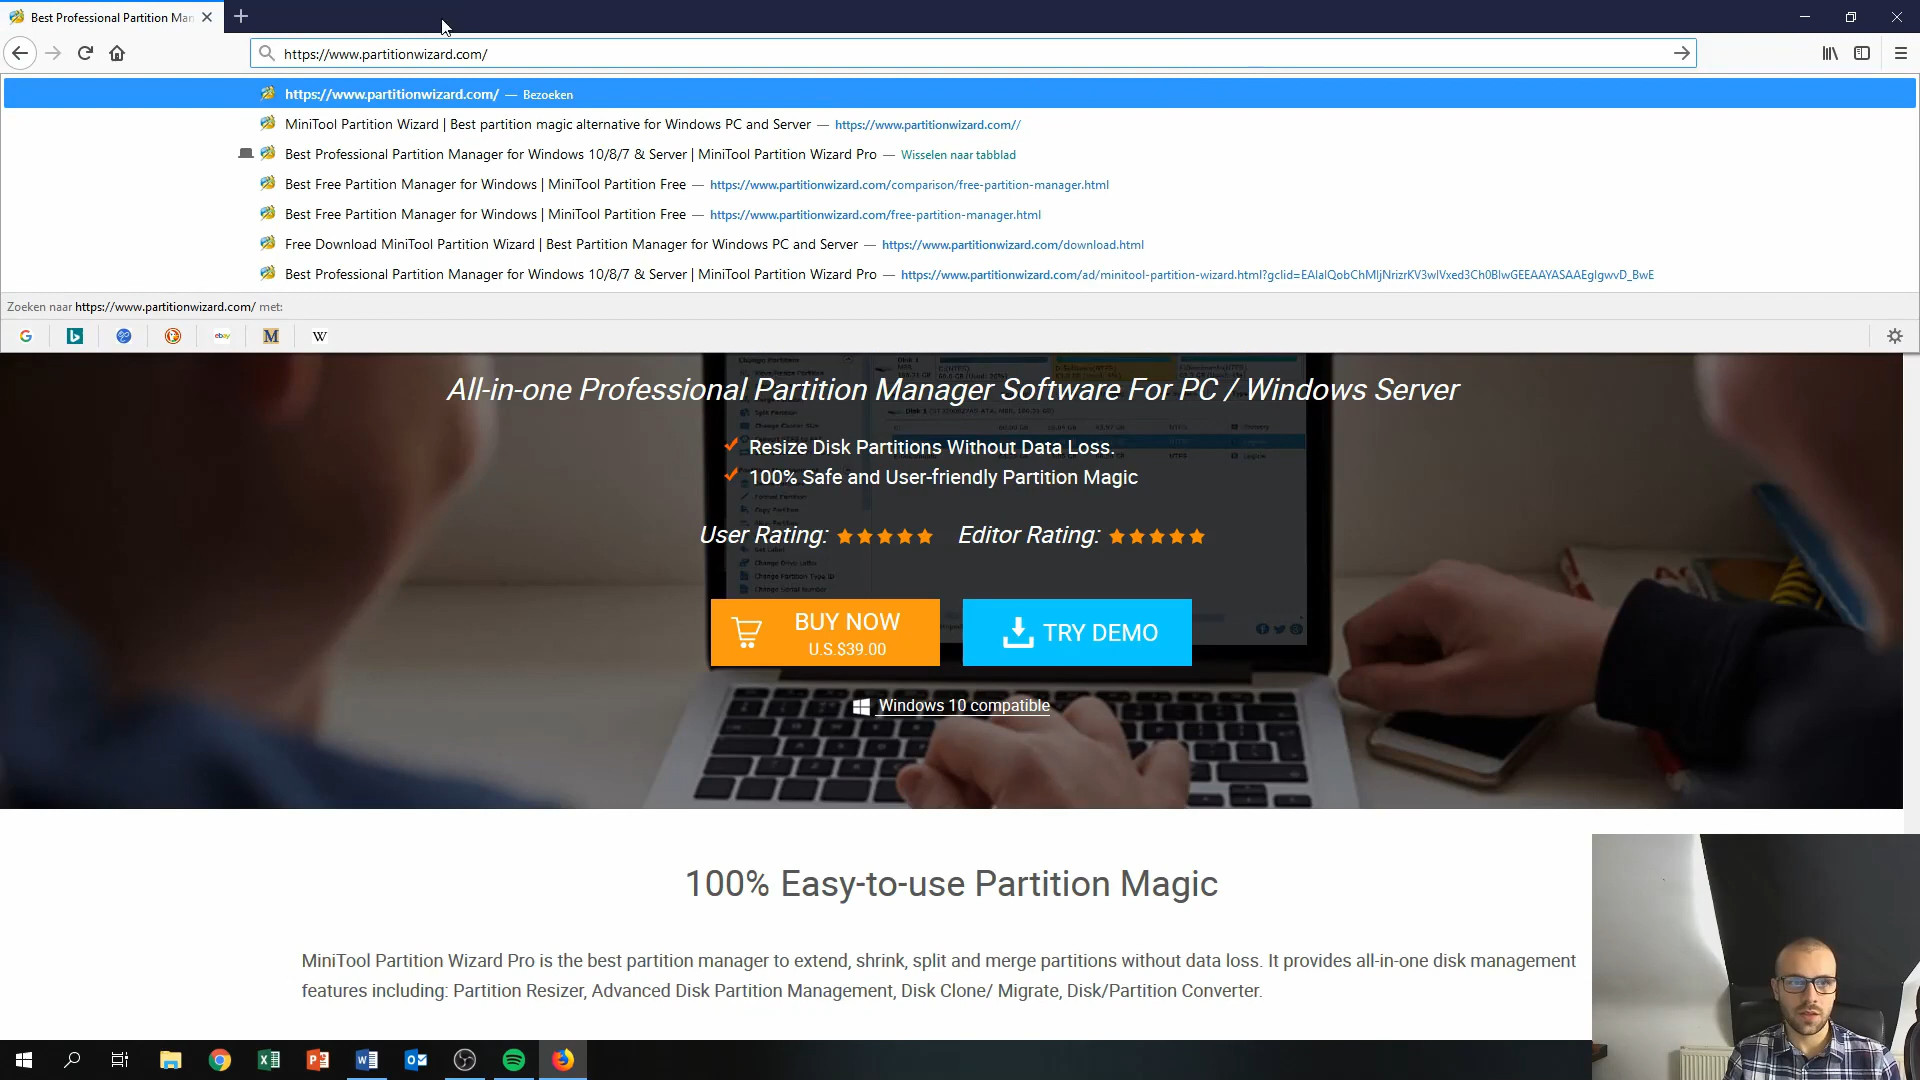 Best Professional Partition Man
https://www.partitionwizard.com/
https://www.partitionwizard.com/ — Bezoeken
MiniTool Partition Wizard | Best partition magic alternative for Windows PC and Server — https://www.partitionwizard.com//
Best Professional Partition Manager for Windows 10/8/7 & Server | MiniTool Partition Wizard Pro — Wisselen naar tabblad
Best Free Partition Manager for Windows | MiniTool Partition Free — https://www.partitionwizard.com/comparison/free-partition-manager.html
Best Free Partition Manager for Windows | MiniTool Partition Free — https://www.partitionwizard.com/free-partition-manager.html
Free Download MiniTool Partition Wizard | Best Partition Manager for Windows PC and Server — https://www.partitionwizard.com/download.html
Best Professional Partition Manager for Windows 10/8/7 & Server | MiniTool Partition Wizard Pro — https://www.partitionwizard.com/ad/minitool-partition-wizard.html?gclid=EAIaIQobChMIjNrizrKV3wIVxed3Ch0BlwGEEAAYASAAEgIgwvD_BwE
Zoeken naar https://www.partitionwizard.com/ met:
All-in-one Professional Partition Manager Software For PC / Windows Server
Resize Disk Partitions Without Data Loss.
100% Safe and User-friendly Partition Magic
User Rating: Editor Rating:
BUY NOW
U.S.$39.00
TRY DEMO
Windows 10 compatible
100% Easy-to-use Partition Magic
MiniTool Partition Wizard Pro is the best partition manager to extend, shrink, split and merge partitions without data loss. It provides all-in-one disk management
features including: Partition Resizer, Advanced Disk Partition Management, Disk Clone/ Migrate, Disk/Partition Converter.